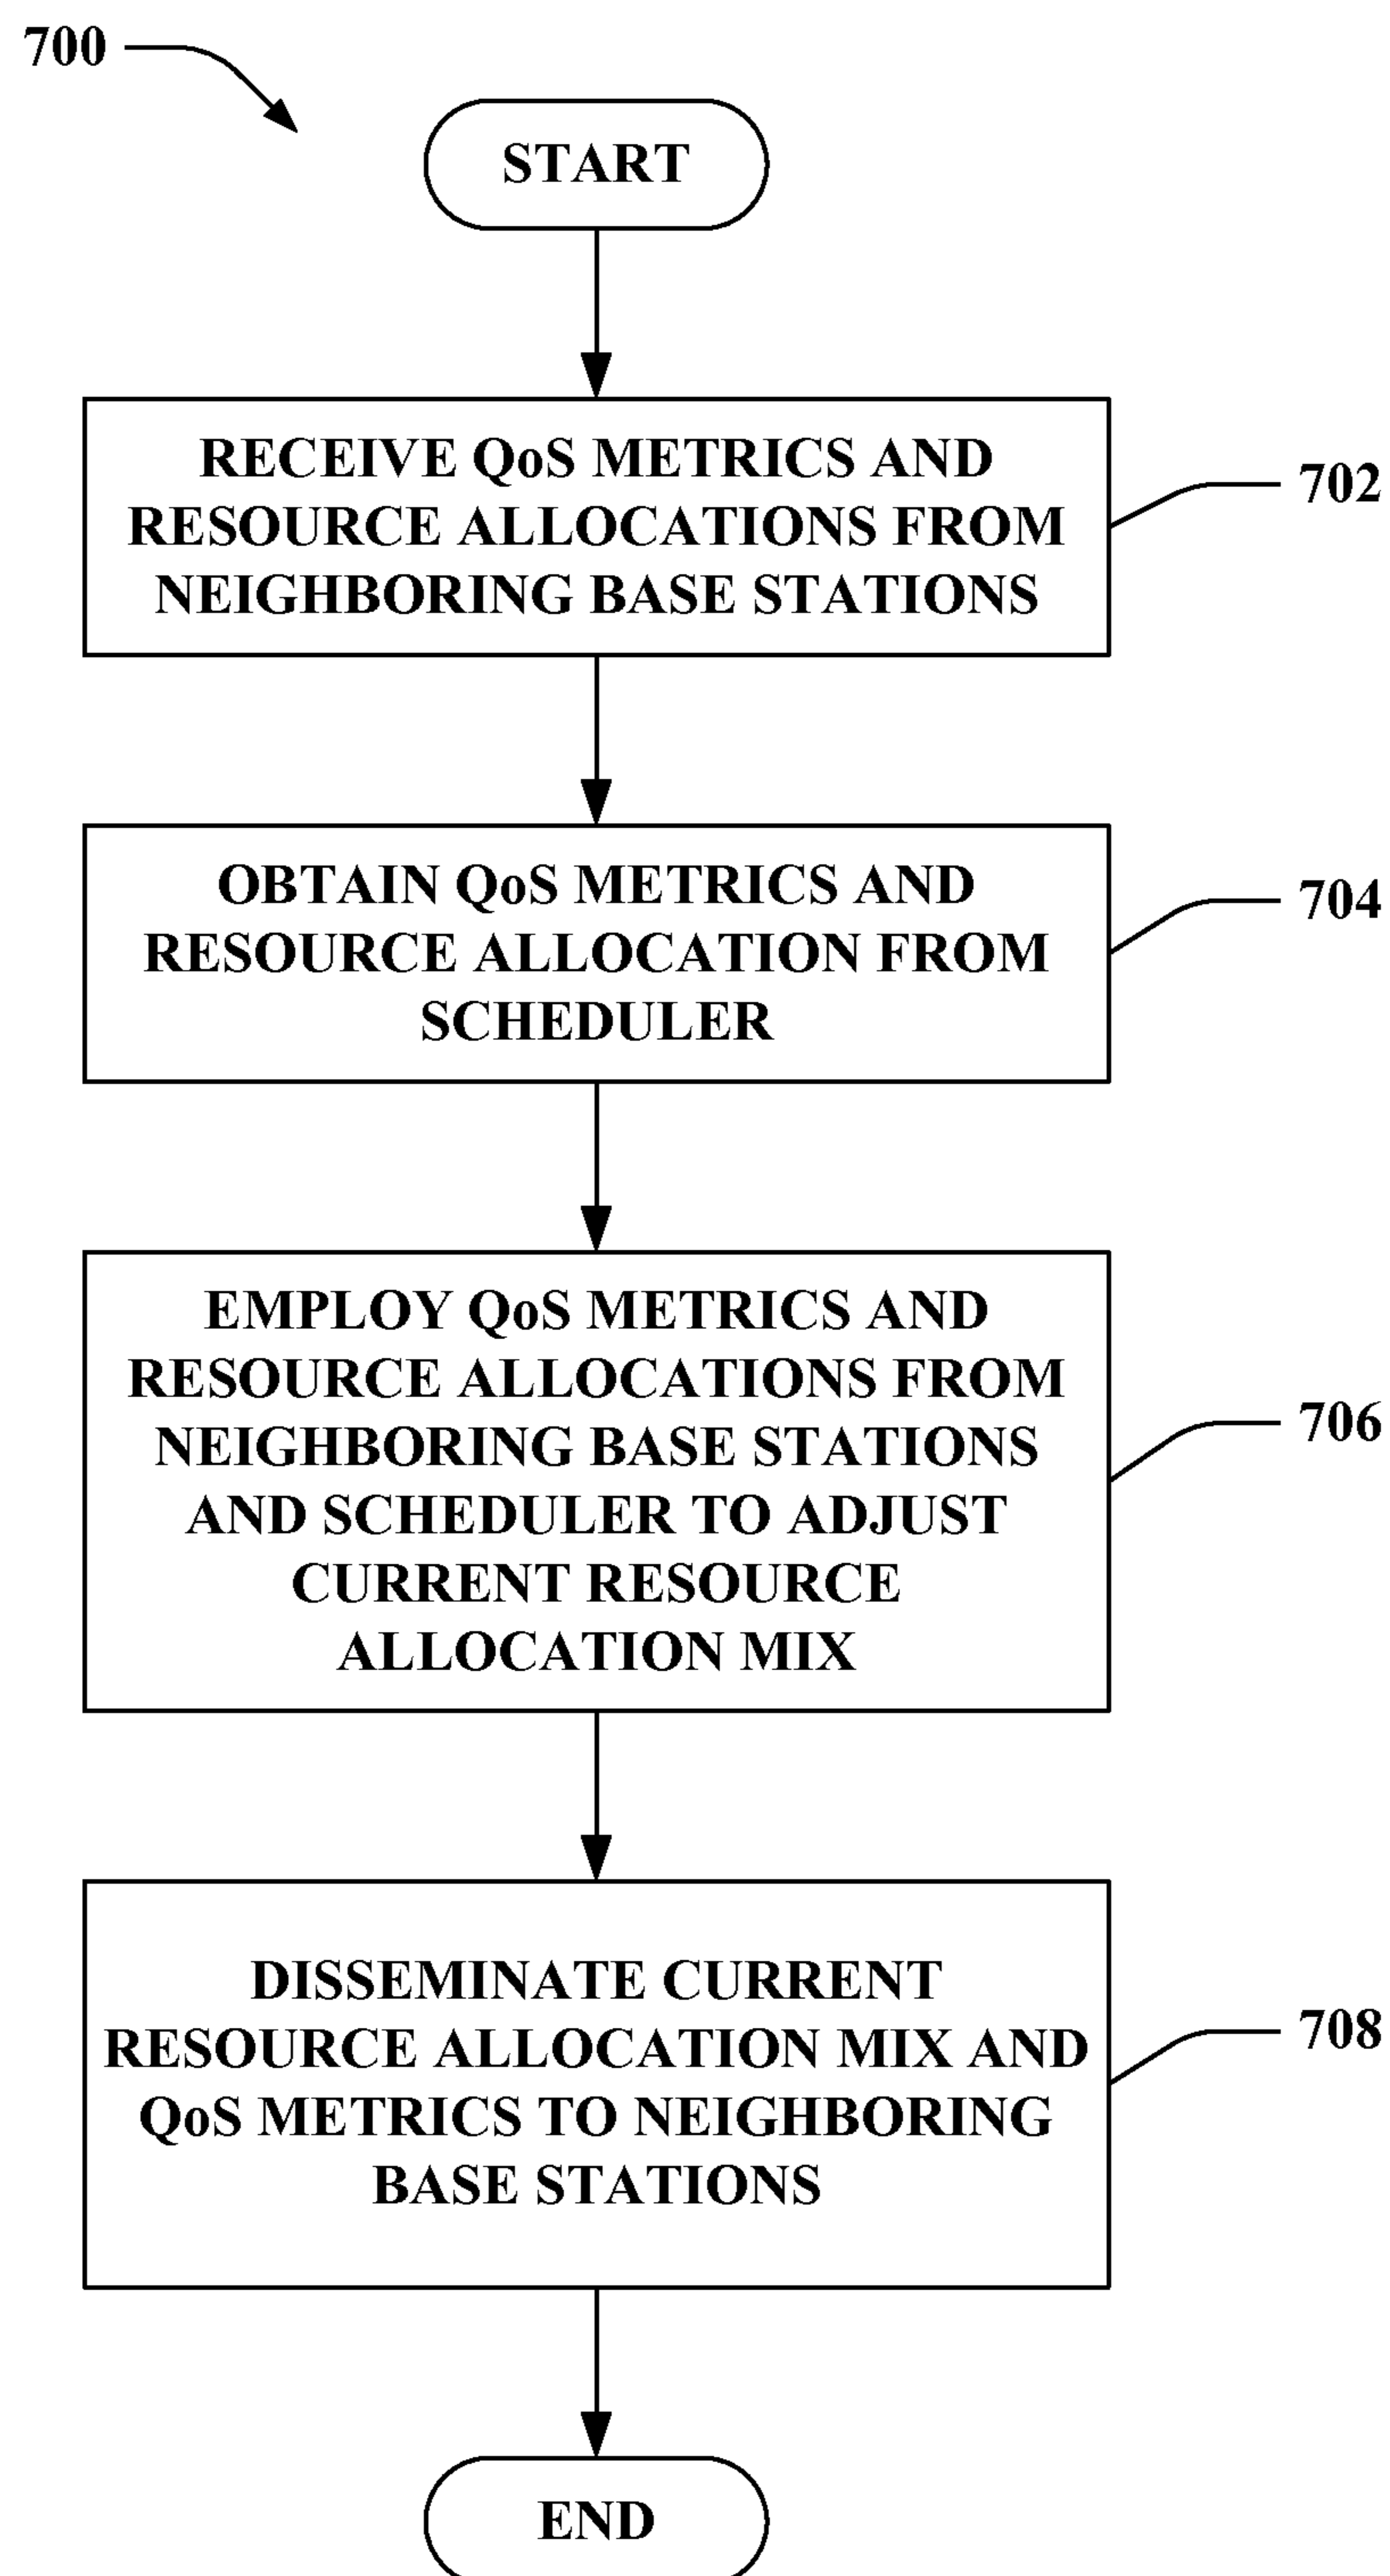 700
START
RECEIVE QoS METRICS AND
RESOURCE ALLOCATIONS FROM
NEIGHBORING BASE STATIONS
702
OBTAIN QoS METRICS AND
RESOURCE ALLOCATION FROM
SCHEDULER
704
EMPLOY QoS METRICS AND
RESOURCE ALLOCATIONS FROM
NEIGHBORING BASE STATIONS
AND SCHEDULER TO ADJUST
CURRENT RESOURCE
ALLOCATION MIX
706
DISSEMINATE CURRENT
RESOURCE ALLOCATION MIX AND
QoS METRICS TO NEIGHBORING
BASE STATIONS
708
END